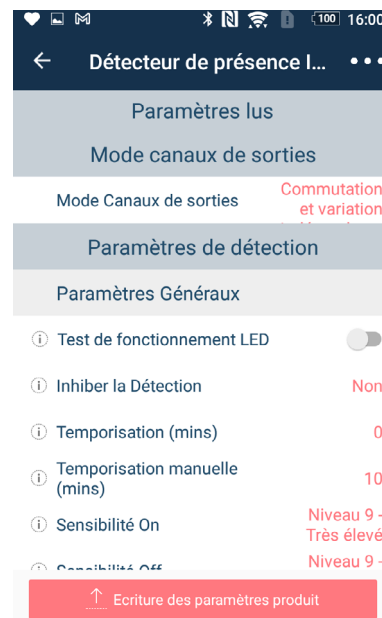 100 16:00
Détecteur de présence I...
Paramètres lus
Mode canaux de sorties
Mode Canaux de sorties
Commutation
et variation
Paramètres de détection
Paramètres Généraux
Test de fonctionnement LED
Inhiber la Détection
Non
Temporisation (mins)
0
Temporisation manuelle
(mins)
10
Sensibilité On
Niveau 9 -
Très élevé
Sensibilité Off
Niveau 9 -
Ecriture des paramètres produit